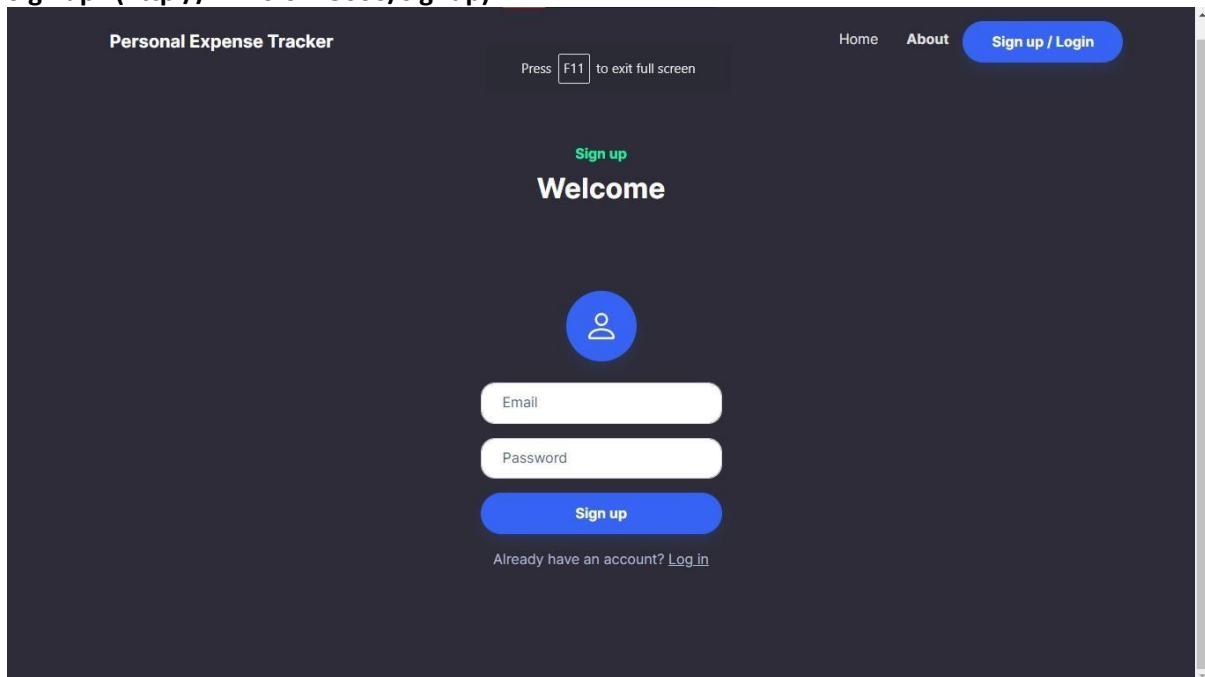 Personal Expense Tracker
Home About Sign up / Login
Press F11 to exit full screen
Sign up
Welcome
Email
Password
Sign up
Already have an account? Log in